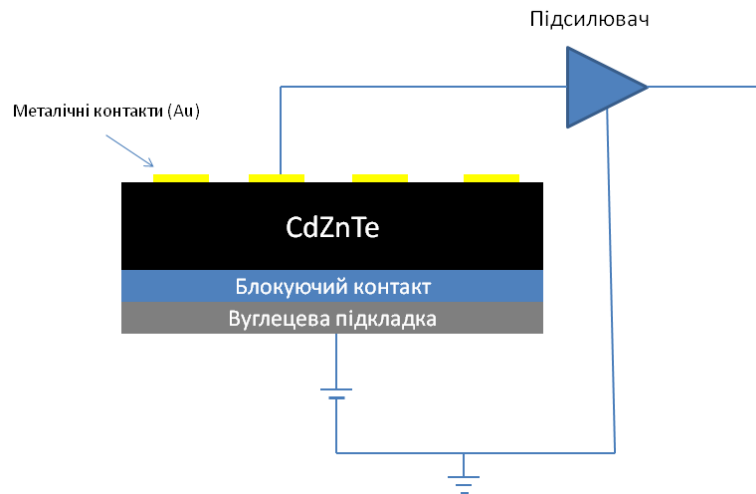 Підсилювач
Металічні контакти (Au)
CdZnTe
Блокуючий контакт
Вуглецева підкладка